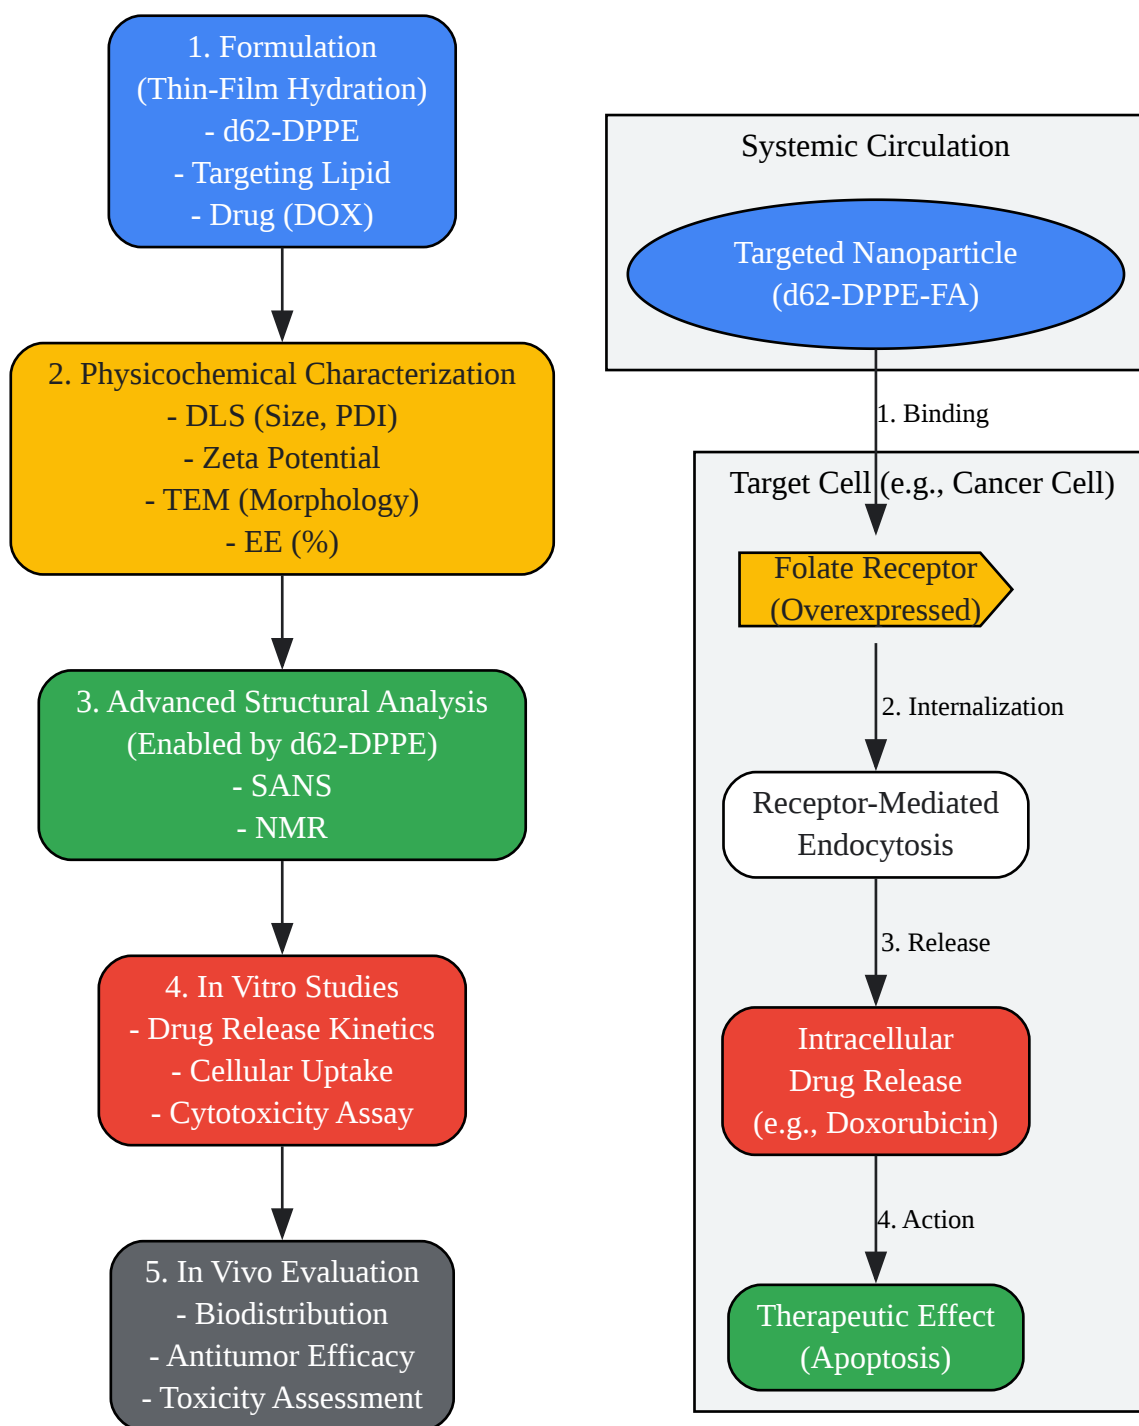 1. Formulation
(Thin-Film Hydration)
- d62-DPPE
- Targeting Lipid
- Drug (DOX)
2. Physicochemical Characterization
- DLS (Size, PDI)
- Zeta Potential
- TEM (Morphology)
- EE (%)
3. Advanced Structural Analysis
(Enabled by d62-DPPE)
- SANS
- NMR
4. In Vitro Studies
- Drug Release Kinetics
- Cellular Uptake
- Cytotoxicity Assay
5. In Vivo Evaluation
- Biodistribution
- Antitumor Efficacy
- Toxicity Assessment
Systemic Circulation
Targeted Nanoparticle
(d62-DPPE-FA)
1. Binding
Target Cell (e.g., Cancer Cell)
Folate Receptor
(Overexpressed)
2. Internalization
Receptor-Mediated
Endocytosis
3. Release
Intracellular
Drug Release
(e.g., Doxorubicin)
4. Action
Therapeutic Effect
(Apoptosis)